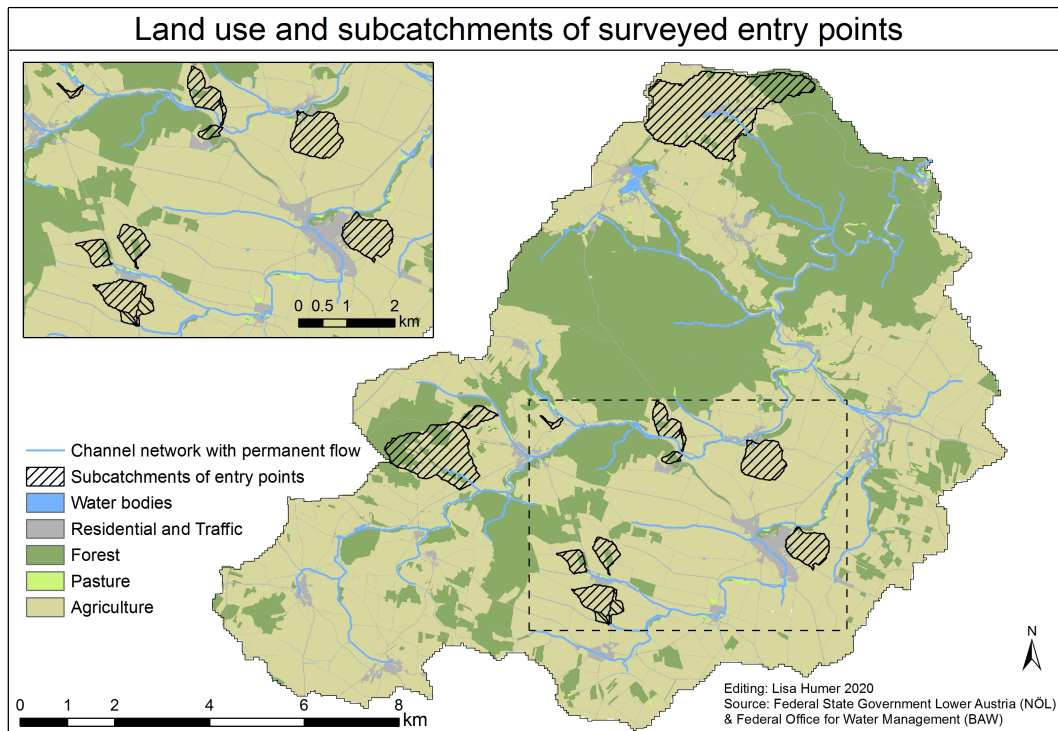 Land use and subcatchments of surveyed entry points
0 0.5 1 2
km
Channel network with permanent flow
Subcatchments of entry points
Water bodies
Residential and Traffic
Forest
Pasture
Agriculture
N
0 1 2 4 6 8
km
Editing: Lisa Humer 2020
Source: Federal State Government Lower Austria (NÖL)
& Federal Office for Water Management (BAW)